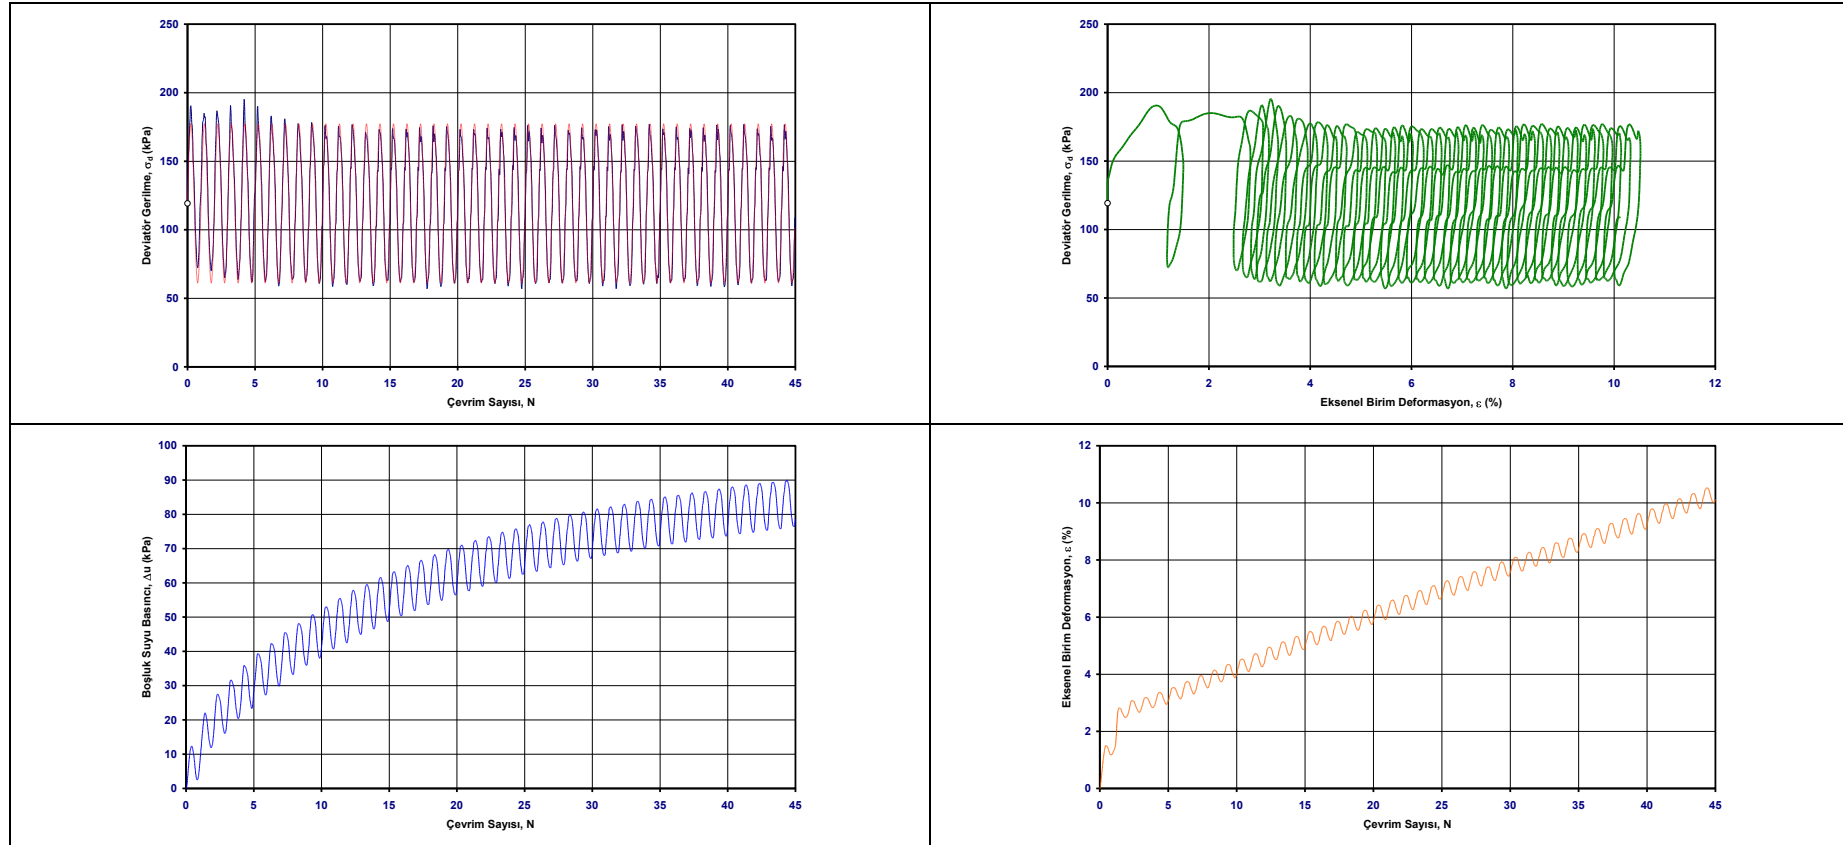 250
200
150
100
50
0
Deviatör Gerilme, σd (kPa)
0 5 10 15 20 25 30 35 40 45
Çevrim Sayısı, N
250
200
150
100
50
0
Deviatör Gerilme, σd (kPa)
0 2 4 6 8 10 12
Eksenel Birim Deformasyon, ε (%)
100
90
80
70
60
50
40
30
20
10
0
Boşluk Suyu Basıncı, Δu (kPa)
0 5 10 15 20 25 30 35 40 45
Çevrim Sayısı, N
12
10
8
6
4
2
0
Eksenel Birim Deformasyon, ε (%)
0 5 10 15 20 25 30 35 40 45
Çevrim Sayısı, N